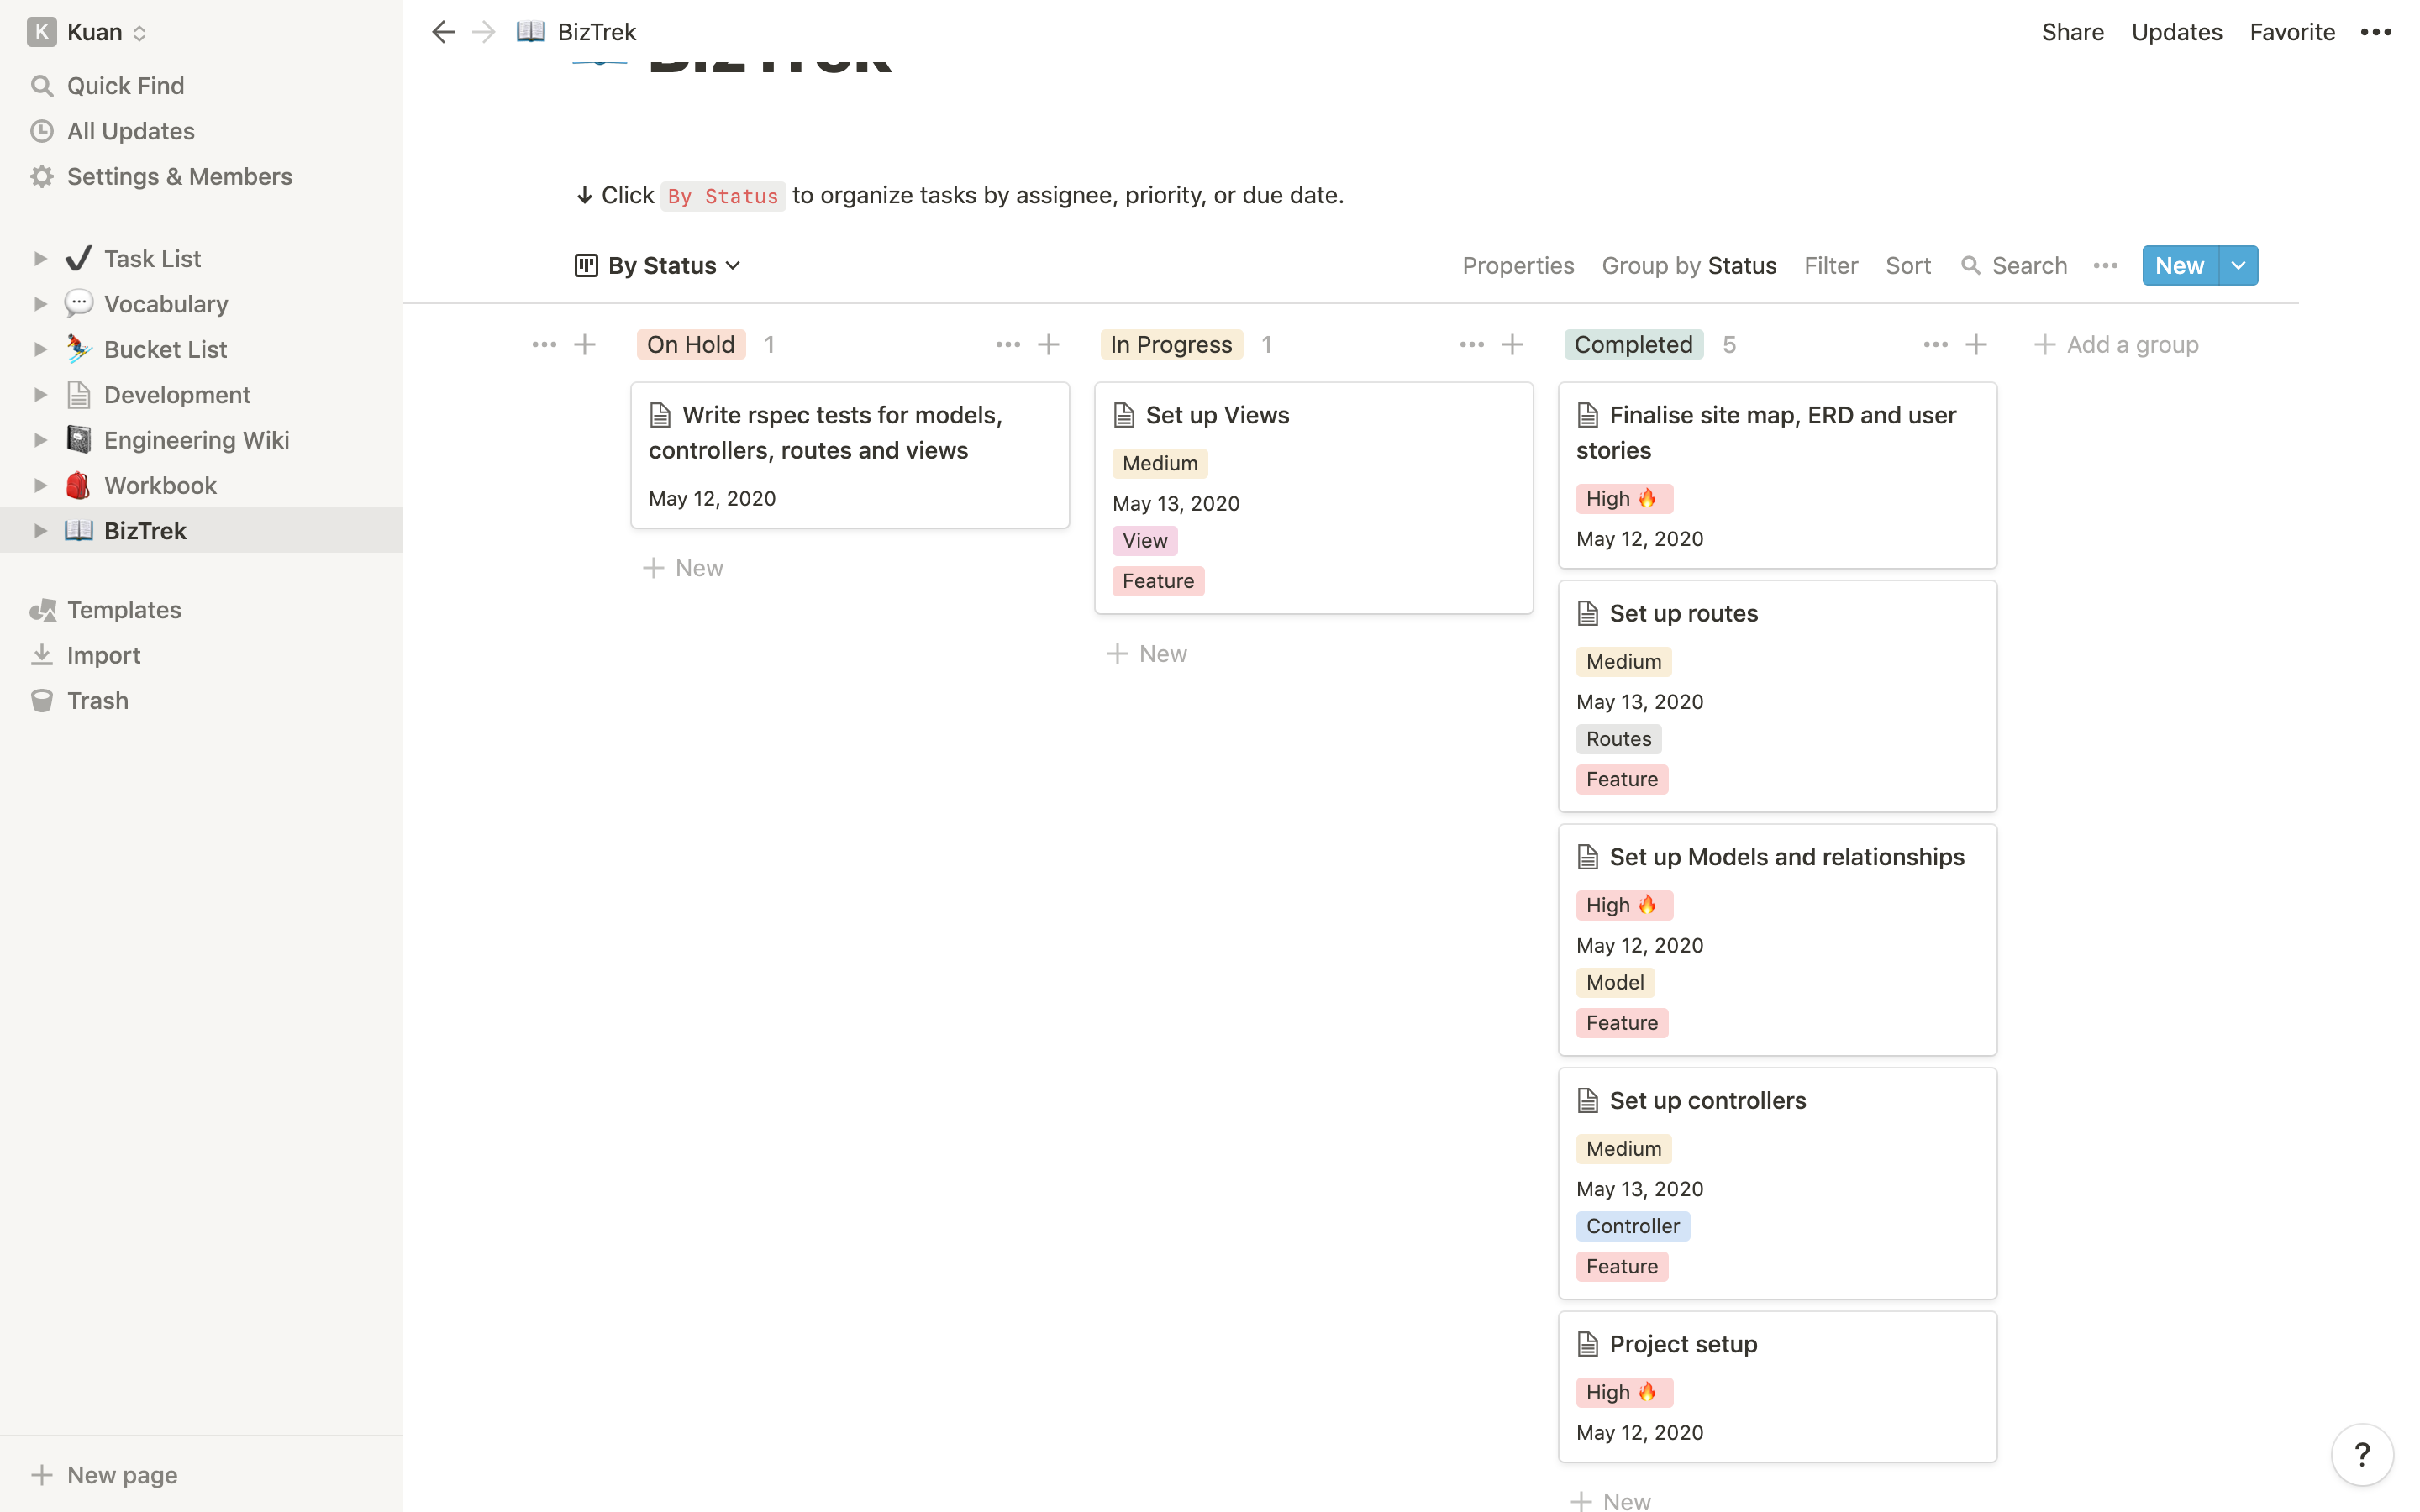 K Kuan
Quick Find
All Updates
Settings & Members
Task List
Vocabulary
Bucket List
Development
Engineering Wiki
Workbook
BizTrek
Templates
Import
Trash
New page
BizTrek
Share Updates Favorite
BizTrek
↓ Click By Status to organize tasks by assignee, priority, or due date.
By Status
Properties Group by Status Filter Sort Search New
On Hold 1
Write rspec tests for models,
controllers, routes and views
May 12, 2020
+ New
In Progress 1
Set up Views
Medium
May 13, 2020
View
Feature
+ New
Completed 5
Finalise site map, ERD and user
stories
High 🔥
May 12, 2020
Set up routes
Medium
May 13, 2020
Routes
Feature
Set up Models and relationships
High 🔥
May 12, 2020
Model
Feature
Set up controllers
Medium
May 13, 2020
Controller
Feature
Project setup
High 🔥
May 12, 2020
+ New
+ Add a group
?